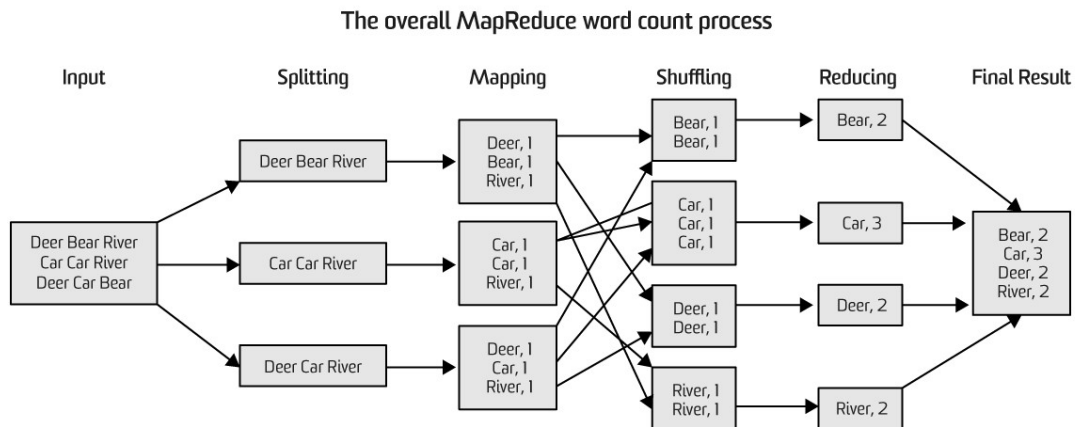 The overall MapReduce word count process
Input
Splitting
Mapping
Shuffling
Reducing
Final Result
Deer Bear River
Car Car River
Deer Car Bear
Deer Bear River
Car Car River
Deer Car River
Deer, 1
Bear, 1
River, 1
Car, 1
Car, 1
River, 1
Deer, 1
Car, 1
River, 1
Bear, 1
Bear, 1
Car, 1
Car, 1
Car, 1
Deer, 1
Deer, 1
River, 1
River, 1
Bear, 2
Car, 3
Deer, 2
River, 2
Bear, 2
Car, 3
Deer, 2
River, 2